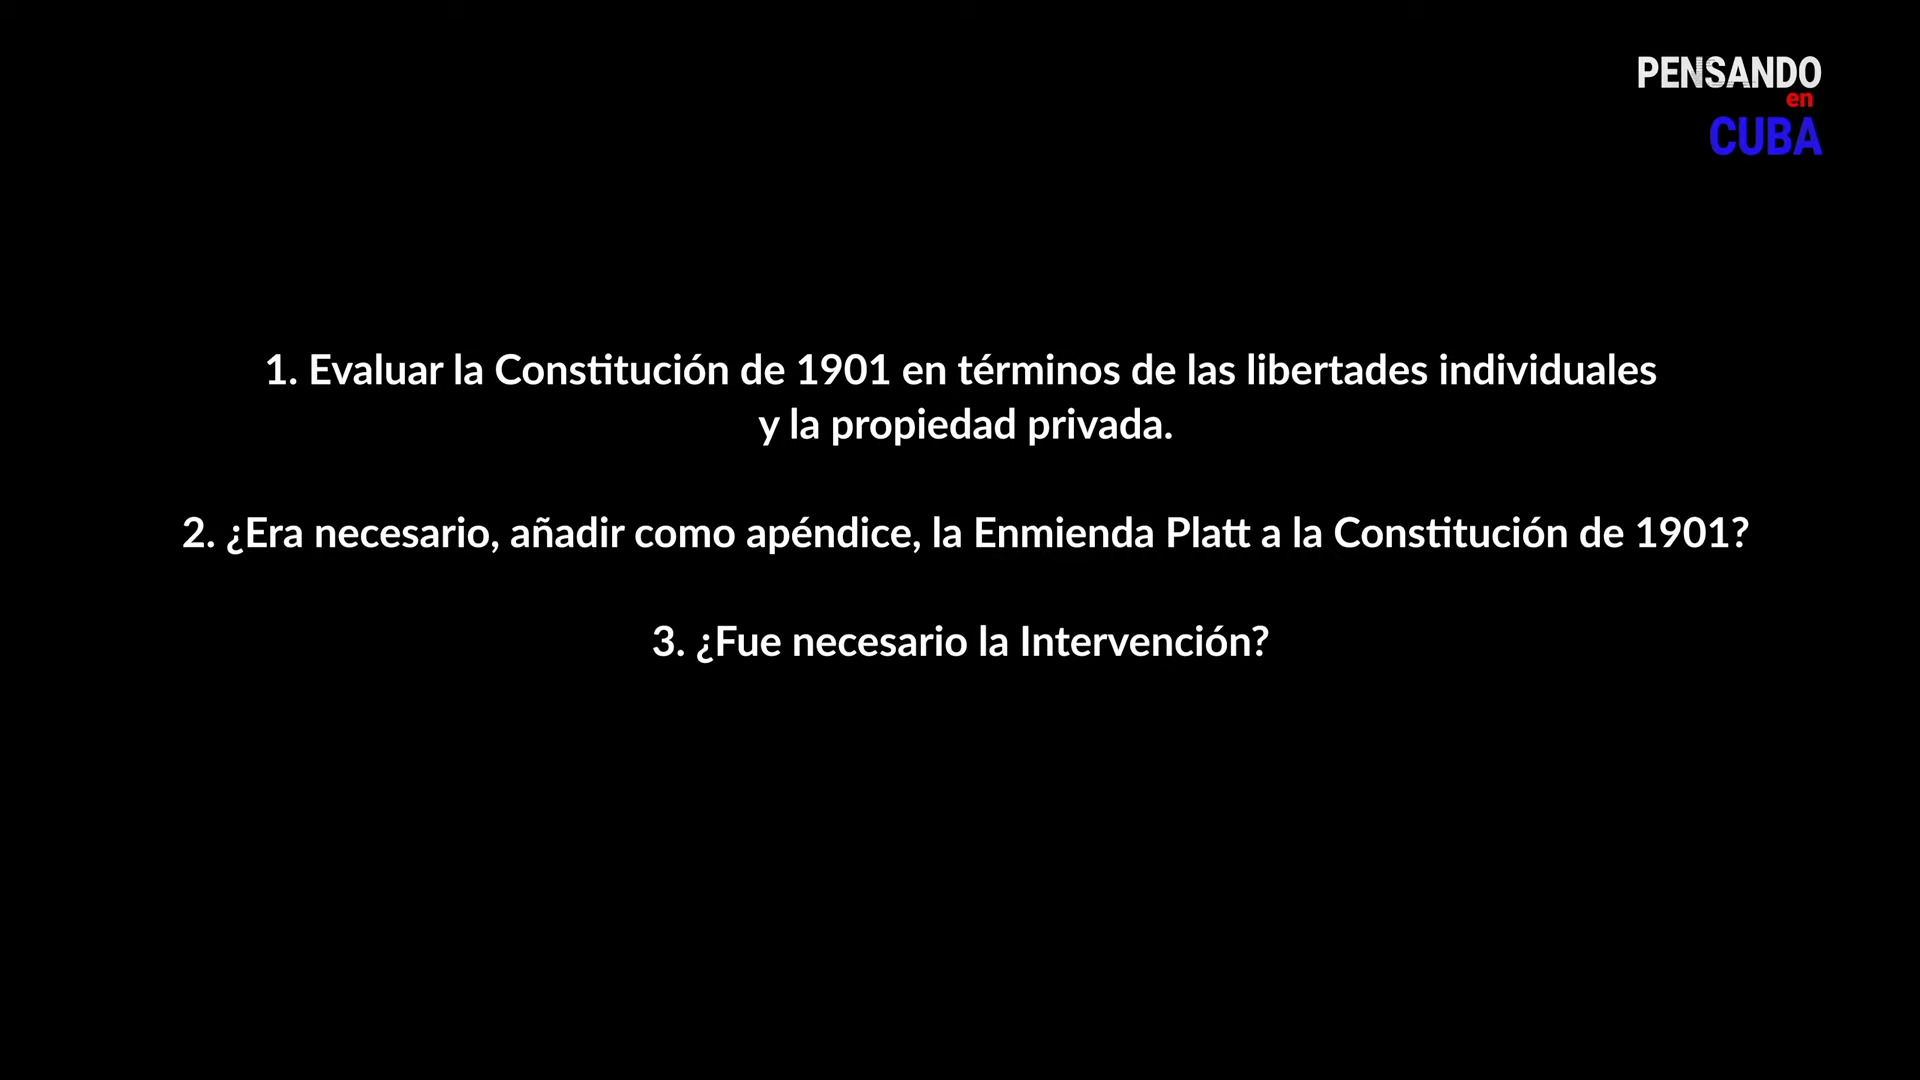 PENSANDO
en
CUBA
1. Evaluar la Constitución de 1901 en términos de las libertades individuales
y la propiedad privada.
2. ¿Era necesario, añadir como apéndice, la Enmienda Platt a la Constitución de 1901?
3. ¿Fue necesario la Intervención?